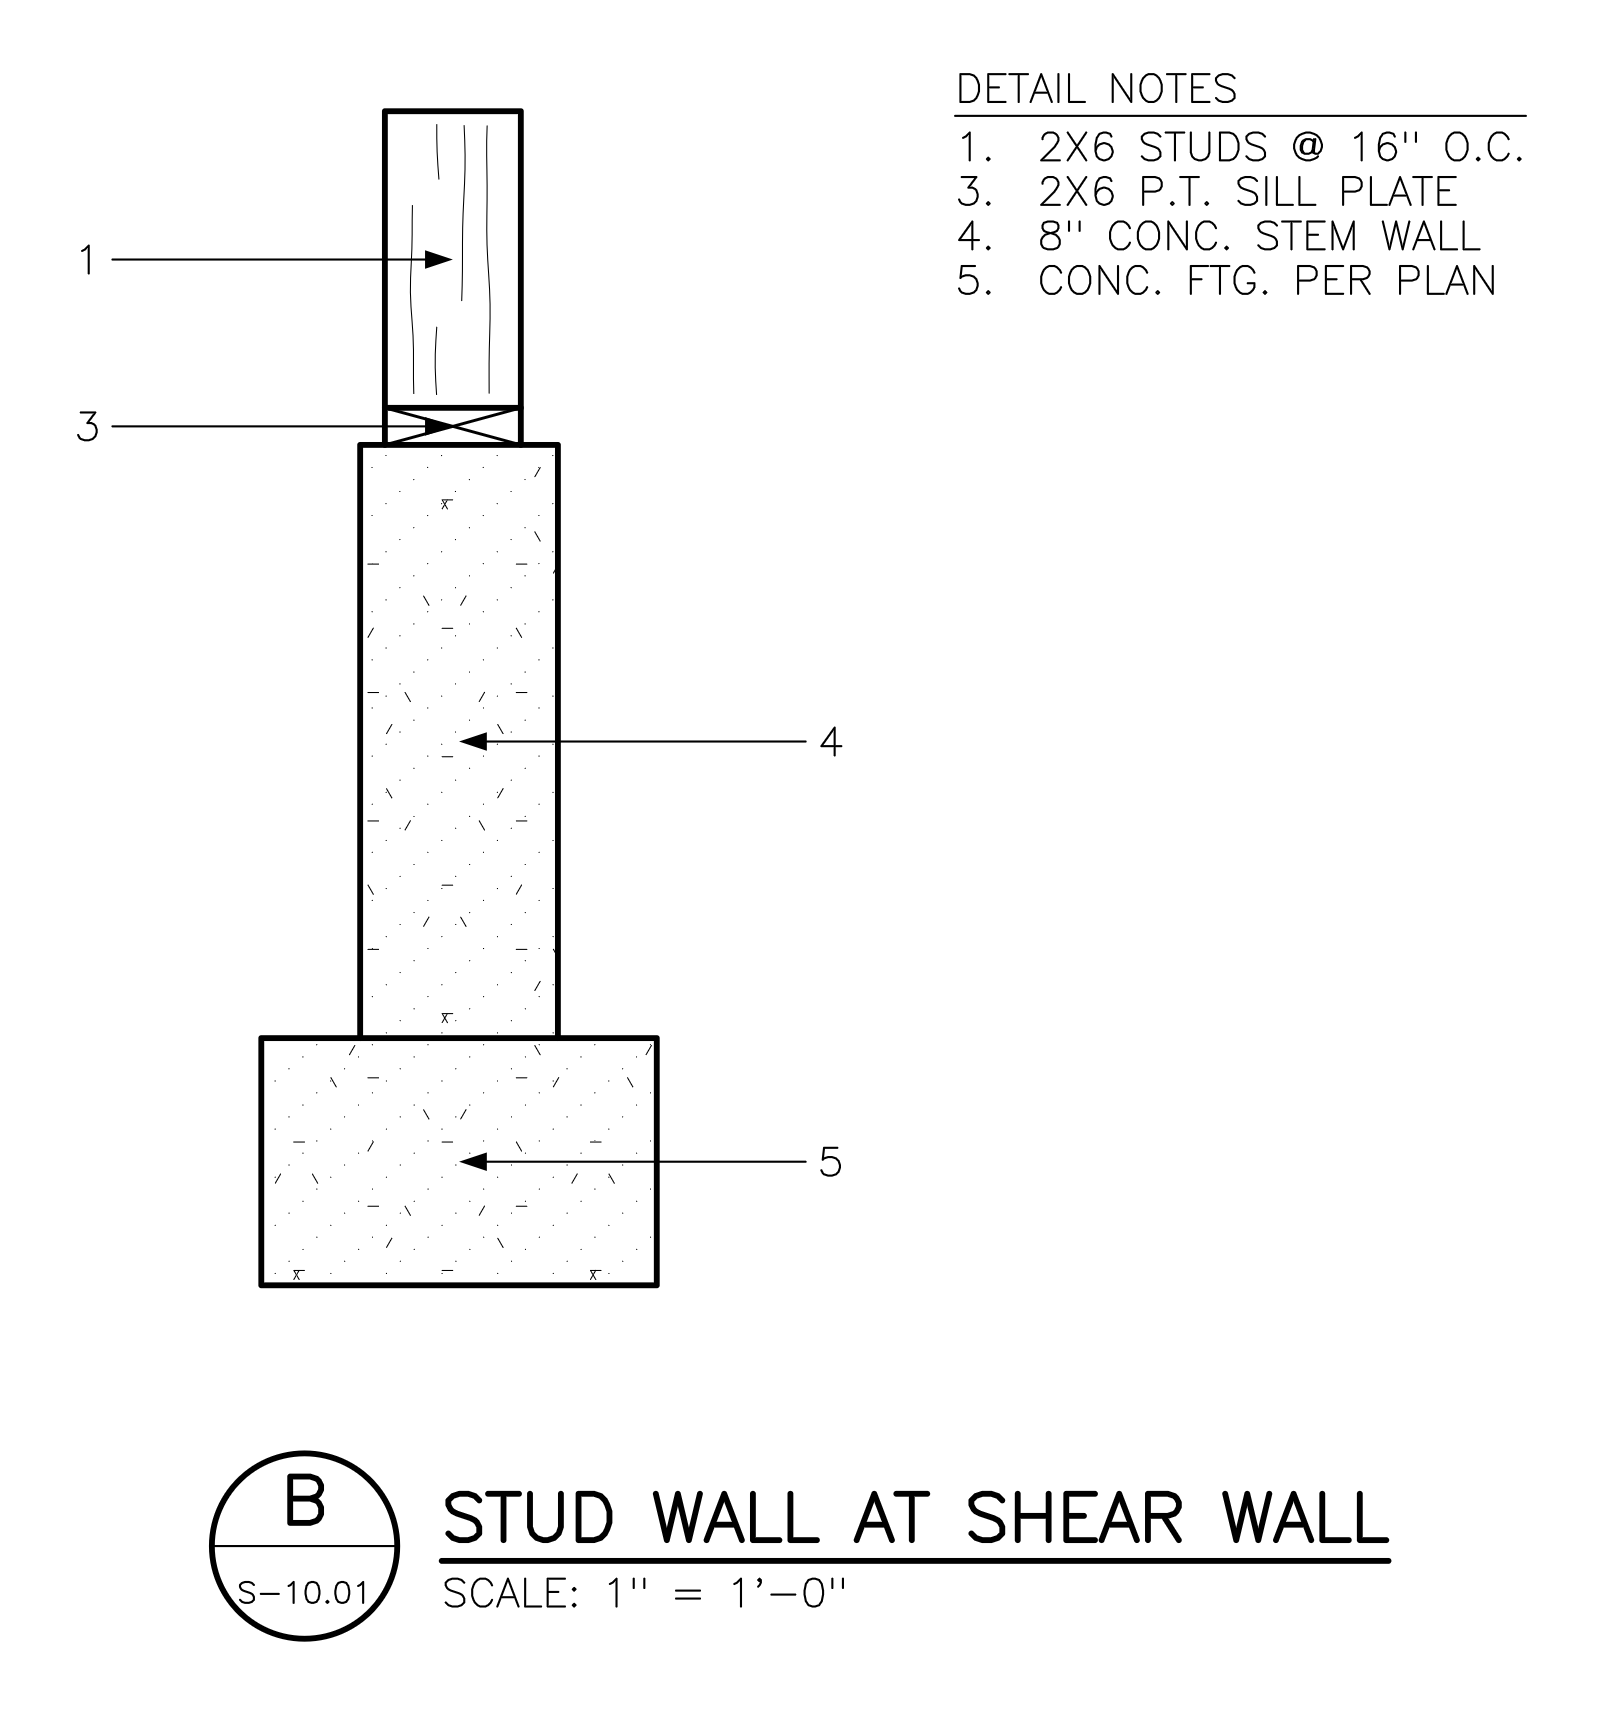 DETAIL NOTES
1. 2X6 STUDS @ 16" O.C.
3. 2X6 P.T. SILL PLATE
4. 8" CONC. STEM WALL
5. CONC. FTG. PER PLAN
1
3
4
5
B
S-10.01
STUD WALL AT SHEAR WALL
SCALE: 1" = 1'-0"